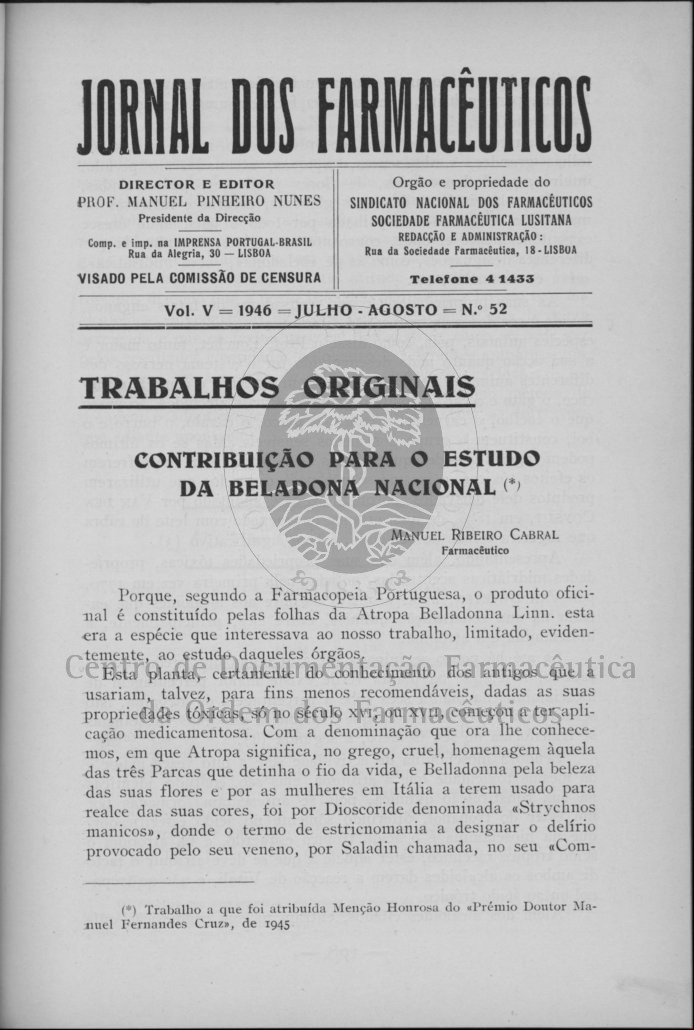 JORNAL DOS FARMACÊUTICOS
DIRECTOR E EDITOR
PROF. MANUEL PINHEIRO NUNES
Presidente da Direcção
Comp. e imp. na IMPRENSA PORTUGAL-BRASIL
Rua da Alegria, 30 — LISBOA
VISADO PELA COMISSÃO DE CENSURA
Orgão e propriedade do
SINDICATO NACIONAL DOS FARMACÊUTICOS
SOCIEDADE FARMACÊUTICA LUSITANA
REDACÇÃO E ADMINISTRAÇÃO :
Rua da Sociedade Farmacêutica, 18 - LISBOA
Telefone 4 1433
Vol. V = 1946 = JULHO - AGOSTO = N.º 52
TRABALHOS ORIGINAIS
CONTRIBUIÇÃO PARA O ESTUDO
DA BELADONA NACIONAL (*)
MANUEL RIBEIRO CABRAL
Farmacêutico
Porque, segundo a Farmacopeia Portuguesa, o produto ofici-
nal é constituído pelas folhas da Atropa Belladonna Linn. esta
era a espécie que interessava ao nosso trabalho, limitado, eviden-
temente, ao estudo daqueles órgãos.
Esta planta, certamente do conhecimento dos antigos que a
usariam, talvez, para fins menos recomendáveis, dadas as suas
propriedades tóxicas, só no século XVI, ou XVII, começou a ter apli-
cação medicamentosa. Com a denominação que ora lhe conhece-
mos, em que Atropa significa, no grego, cruel, homenagem àquela
das três Parcas que detinha o fio da vida, e Belladonna pela beleza
das suas flores e por as mulheres em Itália a terem usado para
realce das suas cores, foi por Dioscoride denominada «Strychnos
manicos», donde o termo de estricnomania a designar o delírio
provocado pelo seu veneno, por Saladin chamada, no seu «Com-
(*) Trabalho a que foi atribuída Menção Honrosa do «Prémio Doutor Ma-
nuel Fernandes Cruz», de 1945
Centro de Documentação Farmacêutica
da Ordem dos Farmacêuticos
1835